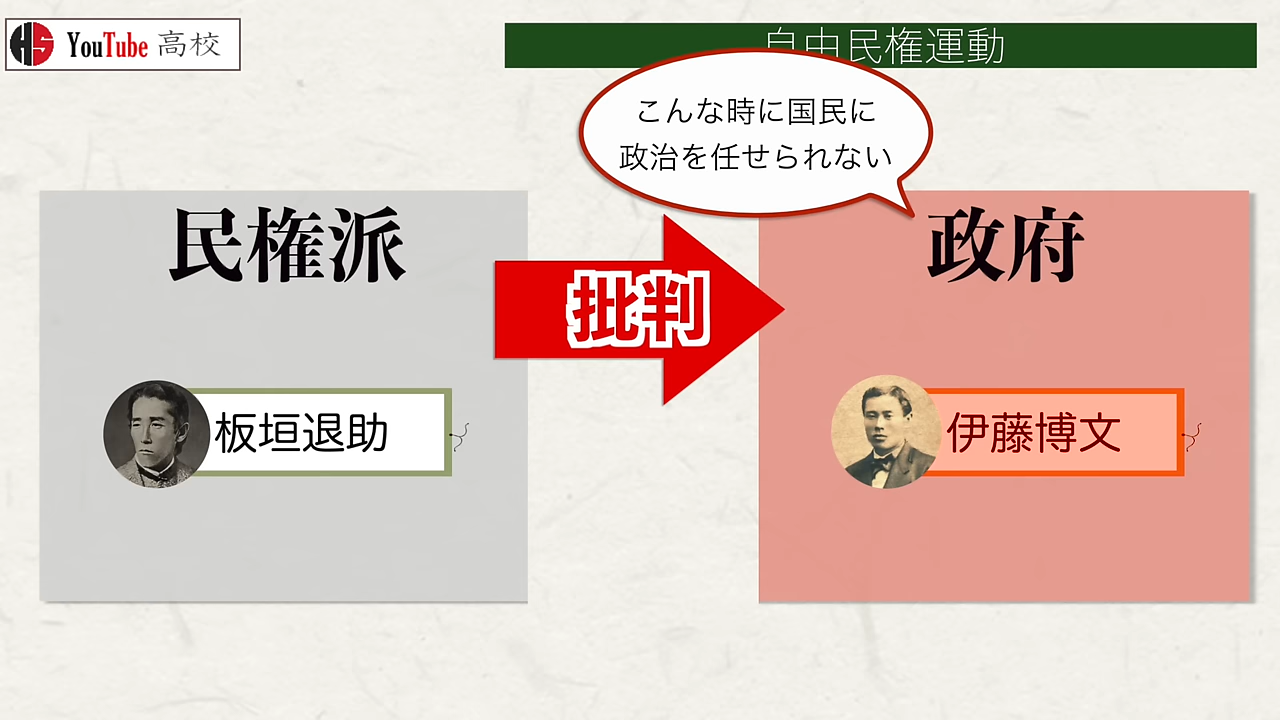 HS YouTube 高校
自由民権運動
こんな時に国民に
政治を任せられない
民権派
批判
政府
板垣退助
伊藤博文